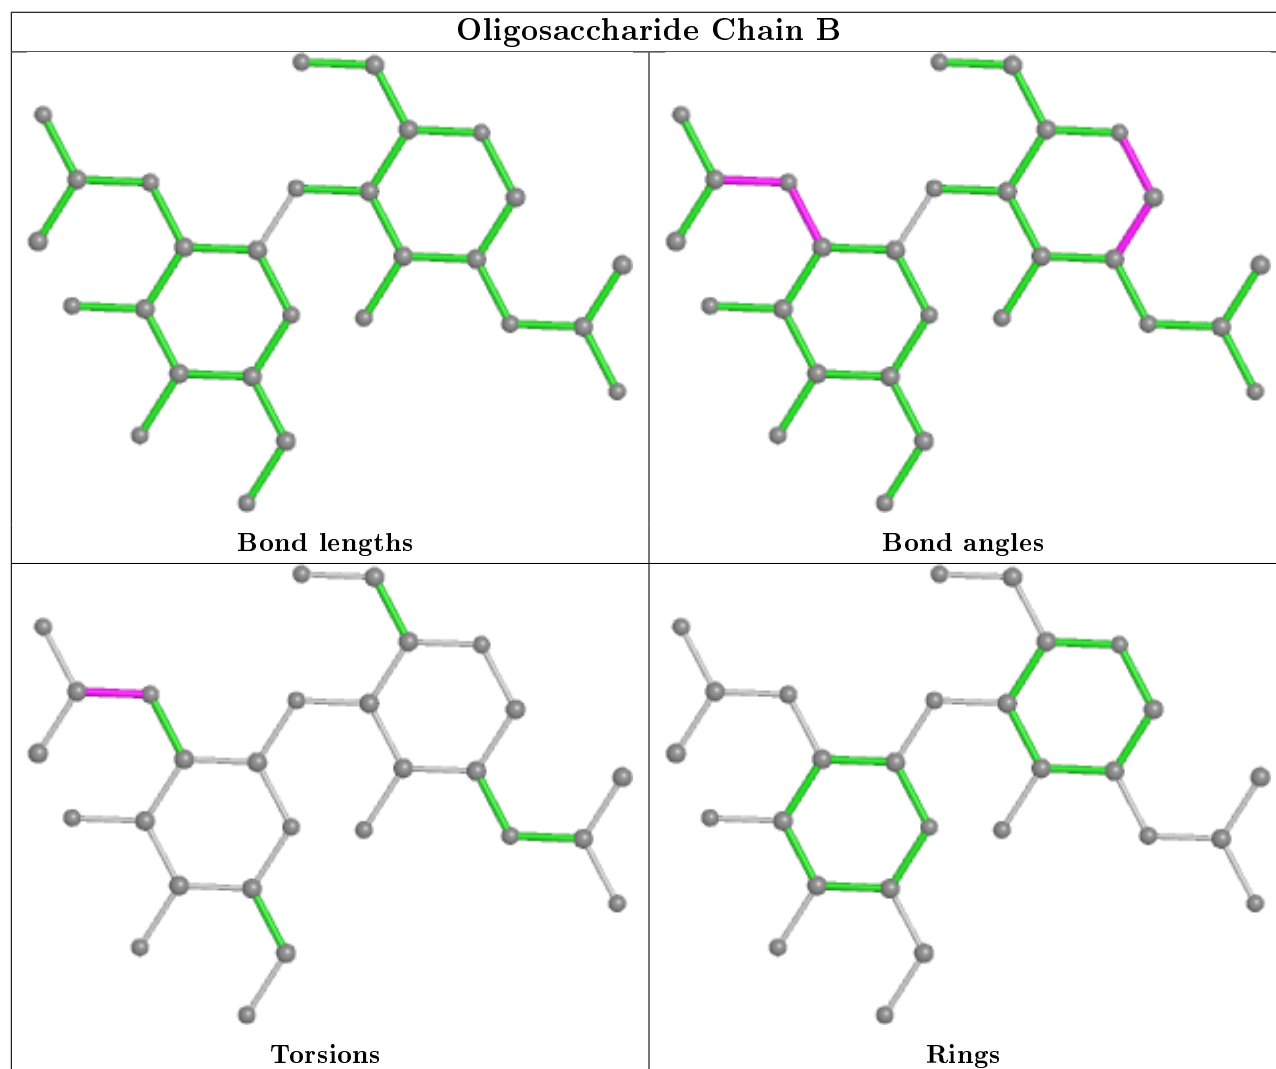 Oligosaccharide Chain B
Bond lengths
Bond angles
Torsions
Rings